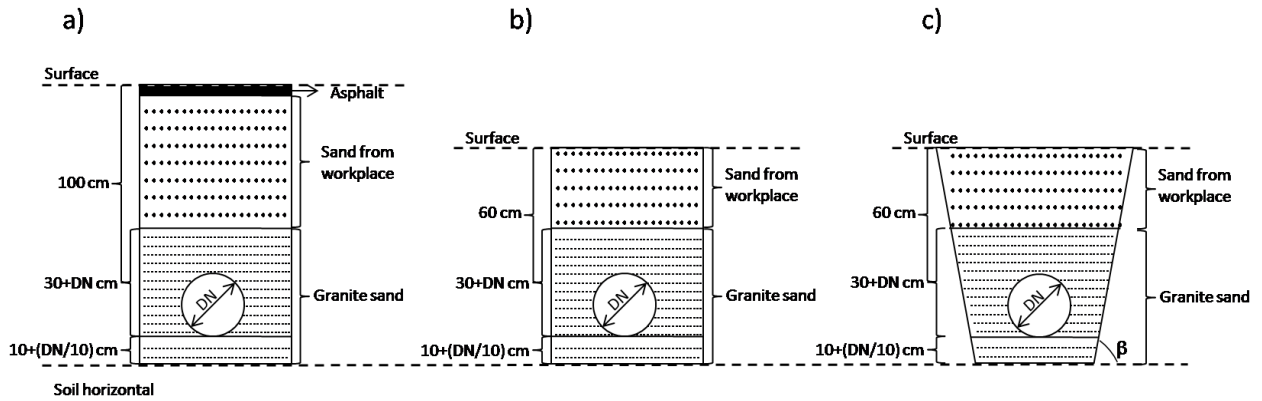 a)
b)
c)
Surface
Asphalt
Sand from
workplace
100 cm
30+DN cm
DN
Granite sand
10+(DN/10) cm
Soil horizontal
Surface
Sand from
workplace
60 cm
30+DN cm
DN
Granite sand
10+(DN/10) cm
Surface
Sand from
workplace
60 cm
30+DN cm
DN
Granite sand
10+(DN/10) cm
β